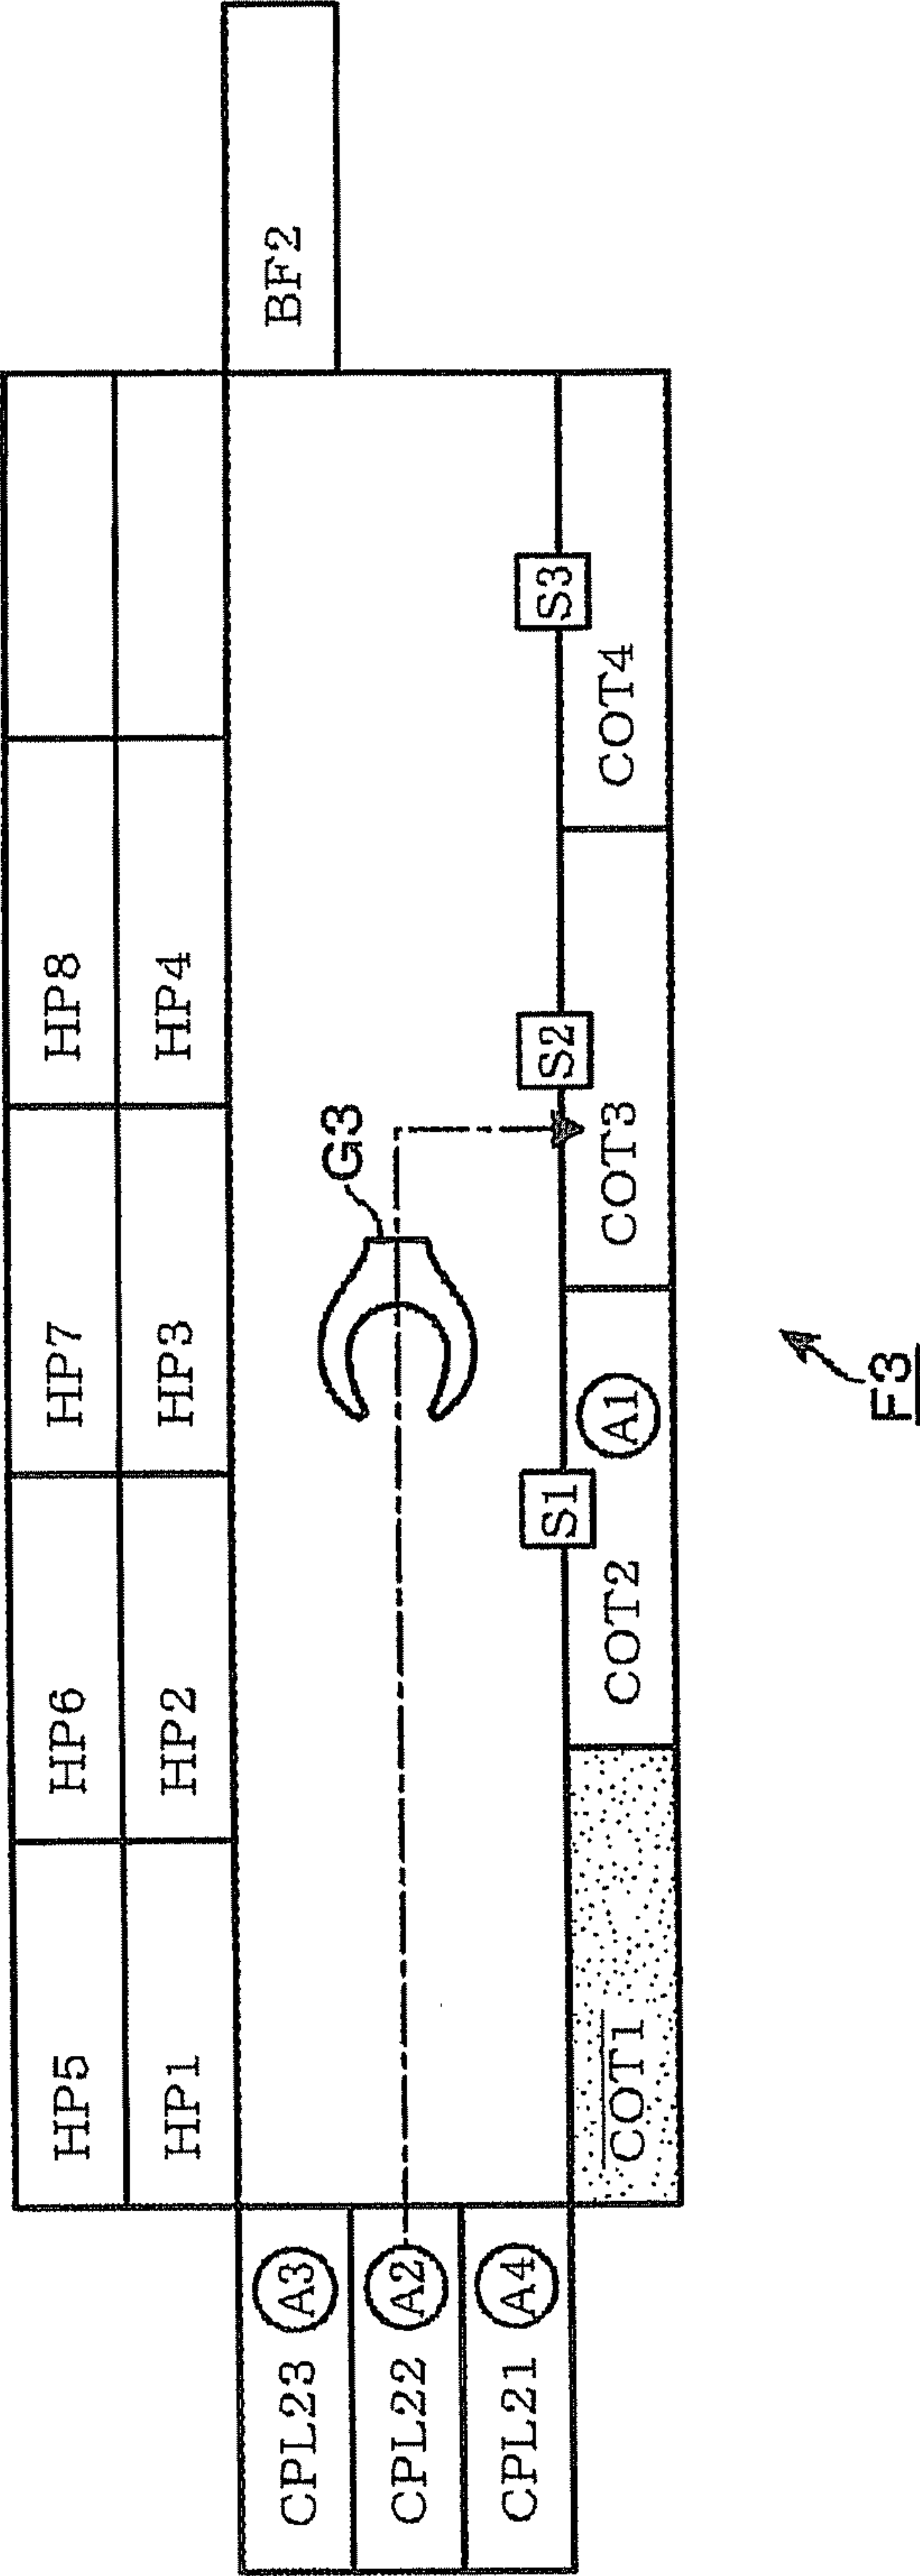 HP5 HP6 HP7 HP8
HP1 HP2 HP3 HP4
BF2
CPL23 A3
G3
CPL22 A2
CPL21 A4
S1 S2 S3
COT1 COT2 A1 COT3 COT4
F3